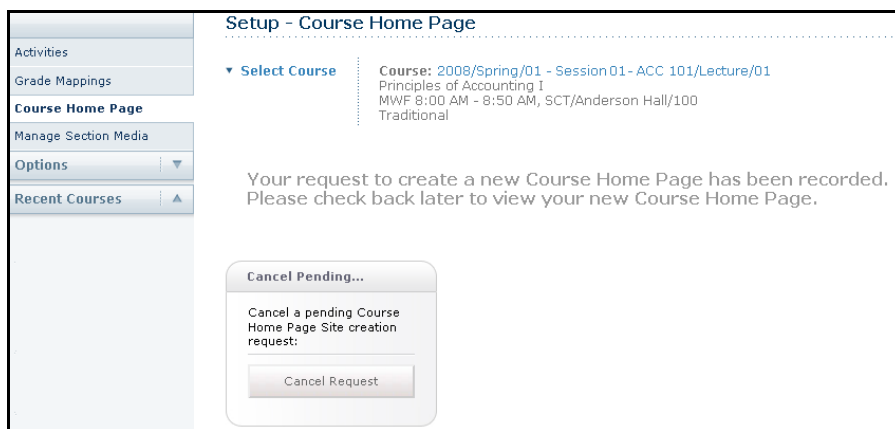 Setup - Course Home Page
Activities
Grade Mappings
Course Home Page
Manage Section Media
Options
Recent Courses
Select Course
Course: 2008/Spring/01 - Session 01- ACC 101/Lecture/01
Principles of Accounting I
MWF 8:00 AM - 8:50 AM, SCT/Anderson Hall/100
Traditional
Your request to create a new Course Home Page has been recorded.
Please check back later to view your new Course Home Page.
Cancel Pending...
Cancel a pending Course
Home Page Site creation
request:
Cancel Request